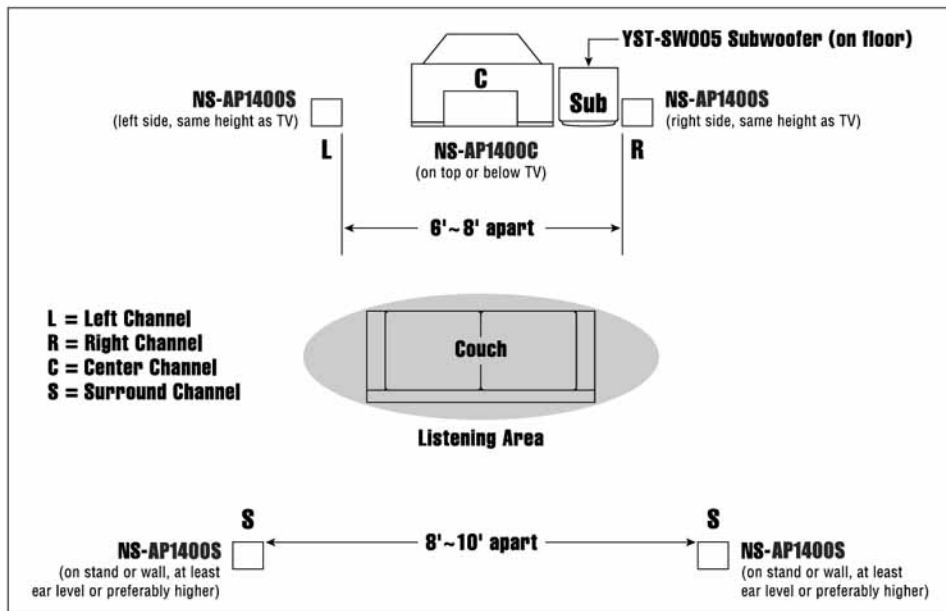 YST-SW005 Subwoofer (on floor)
C
Sub
NS-AP1400S
(left side, same height as TV)
L
NS-AP1400C
(on top or below TV)
NS-AP1400S
(right side, same height as TV)
R
6'~8' apart
L = Left Channel
R = Right Channel
C = Center Channel
S = Surround Channel
Couch
Listening Area
S
NS-AP1400S
(on stand or wall, at least
ear level or preferably higher)
8'~10' apart
S
NS-AP1400S
(on stand or wall, at least
ear level or preferably higher)